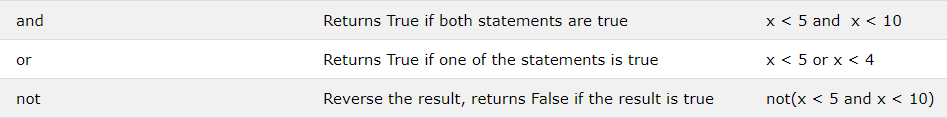 and Returns True if both statements are true x < 5 and  x < 10
or Returns True if one of the statements is true x < 5 or x < 4
not Reverse the result, returns False if the result is true not(x < 5 and x < 10)